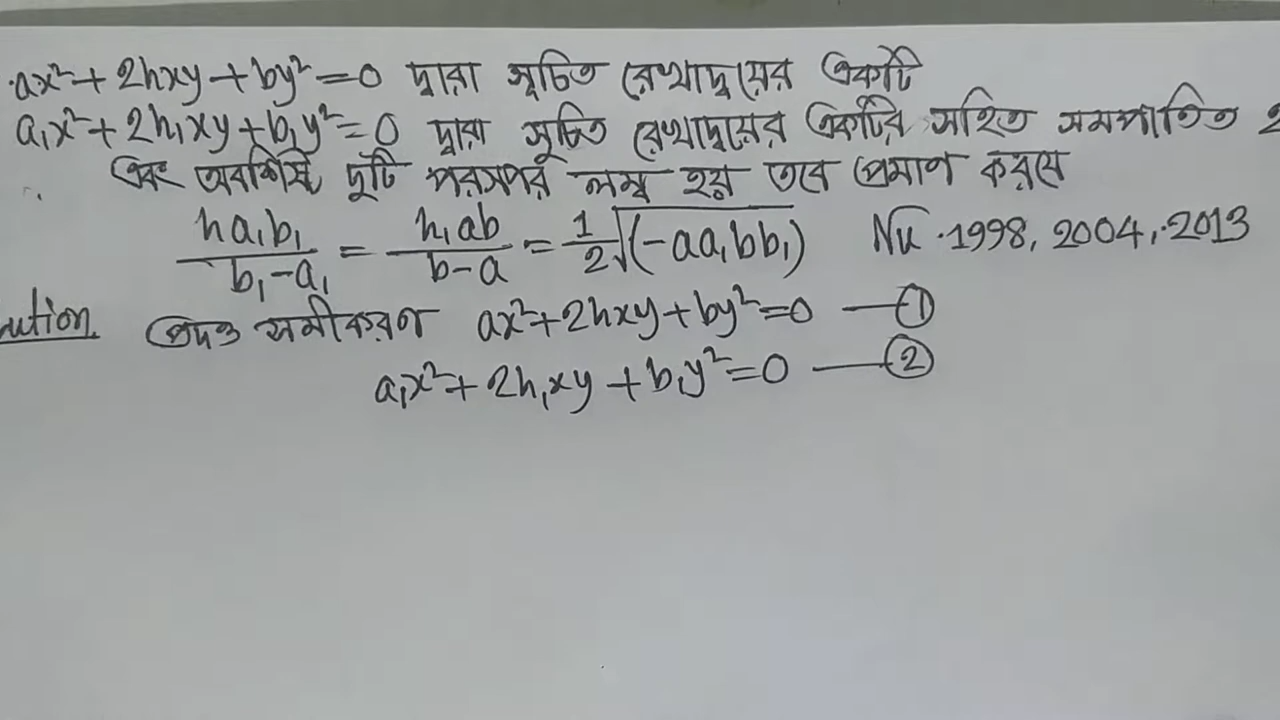 ax²+2hxy+by²=0 দ্বারা সূচিত রেখাদ্বয়ের একটি
a₁x²+2h₁xy+b₁y²=0 দ্বারা সূচিত রেখাদ্বয়ের একটির সহিত সমপাতিত
এবং অবশিষ্ট দুটি পরস্পর লম্ব হয় তবে প্রমাণ কর যে
ha₁b₁/(b₁-a₁) = h₁ab/(b-a) = 1/2 √(-aa₁bb₁) NU 1998, 2004, 2013
ution. প্রদত্ত সমীকরণ ax²+2hxy+by²=0 —①
a₁x²+2h₁xy+b₁y²=0 —②